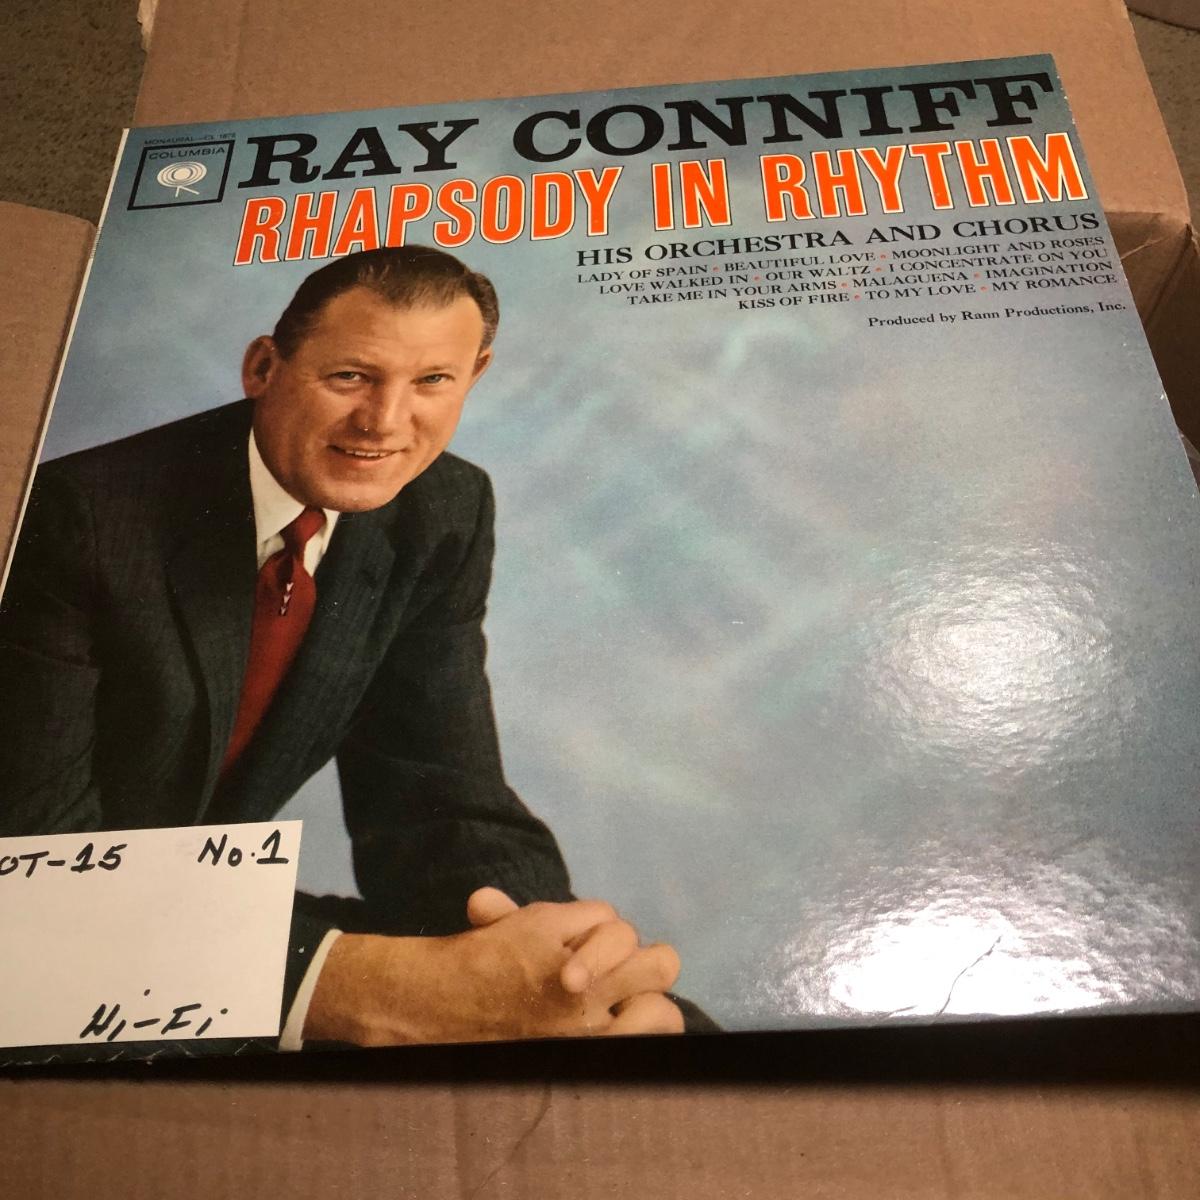 MONAURAL—CL 1878
COLUMBIA
RAY CONNIFF
RHAPSODY IN RHYTHM
HIS ORCHESTRA AND CHORUS
LADY OF SPAIN • BEAUTIFUL LOVE • MOONLIGHT AND ROSES
LOVE WALKED IN • OUR WALTZ • I CONCENTRATE ON YOU
TAKE ME IN YOUR ARMS • MALAGUENA • IMAGINATION
KISS OF FIRE • TO MY LOVE • MY ROMANCE
Produced by Rann Productions, Inc.
OT-15 No.1
Hi-Fi